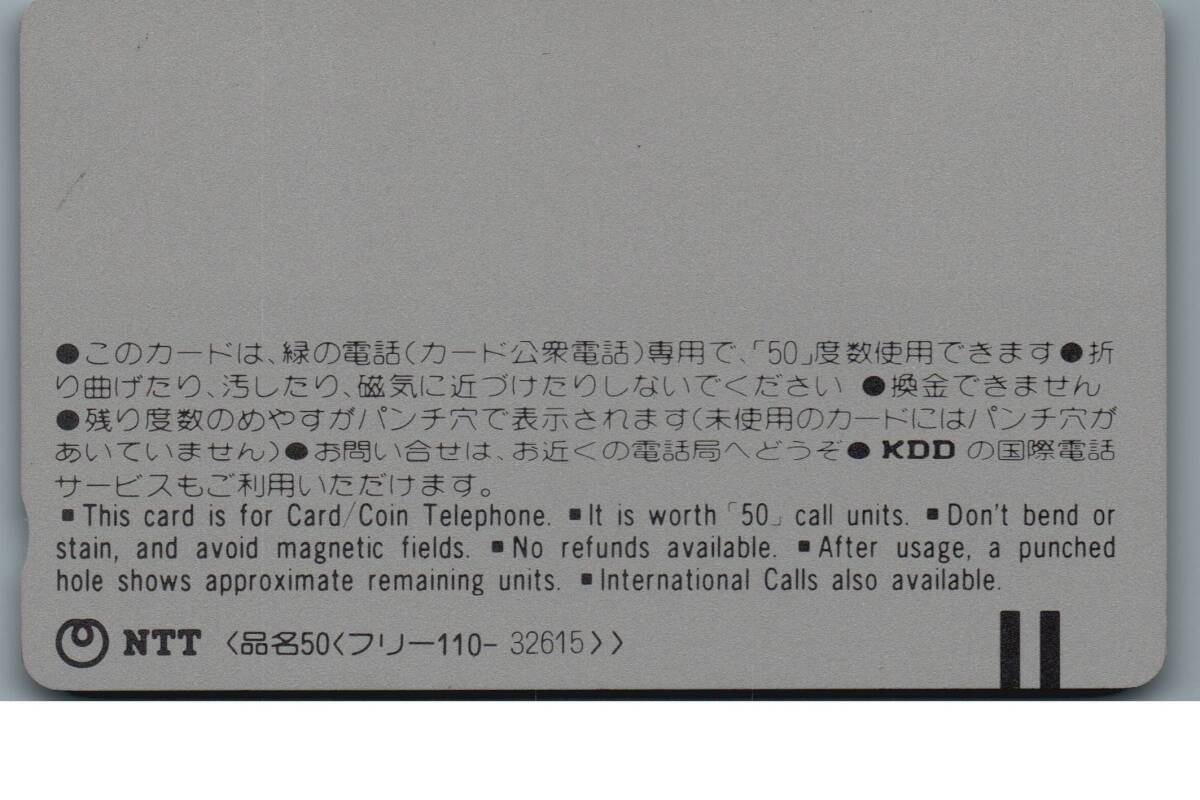 ●このカードは、緑の電話(カード公衆電話)専用で、「50」度数使用できます●折
り曲げたり、汚したり、磁気に近づけたりしないでください ●換金できません
●残り度数のめやすがパンチ穴で表示されます(未使用のカードにはパンチ穴が
あいていません)●お問い合せは、お近くの電話局へどうぞ● KDD の国際電話
サービスもご利用いただけます。
▪This card is for Card/Coin Telephone. ▪It is worth「50」call units. ▪Don't bend or
stain, and avoid magnetic fields. ▪No refunds available. ▪After usage, a punched
hole shows approximate remaining units. ▪International Calls also available.
NTT 〈品名50〈フリー110- 32615〉〉